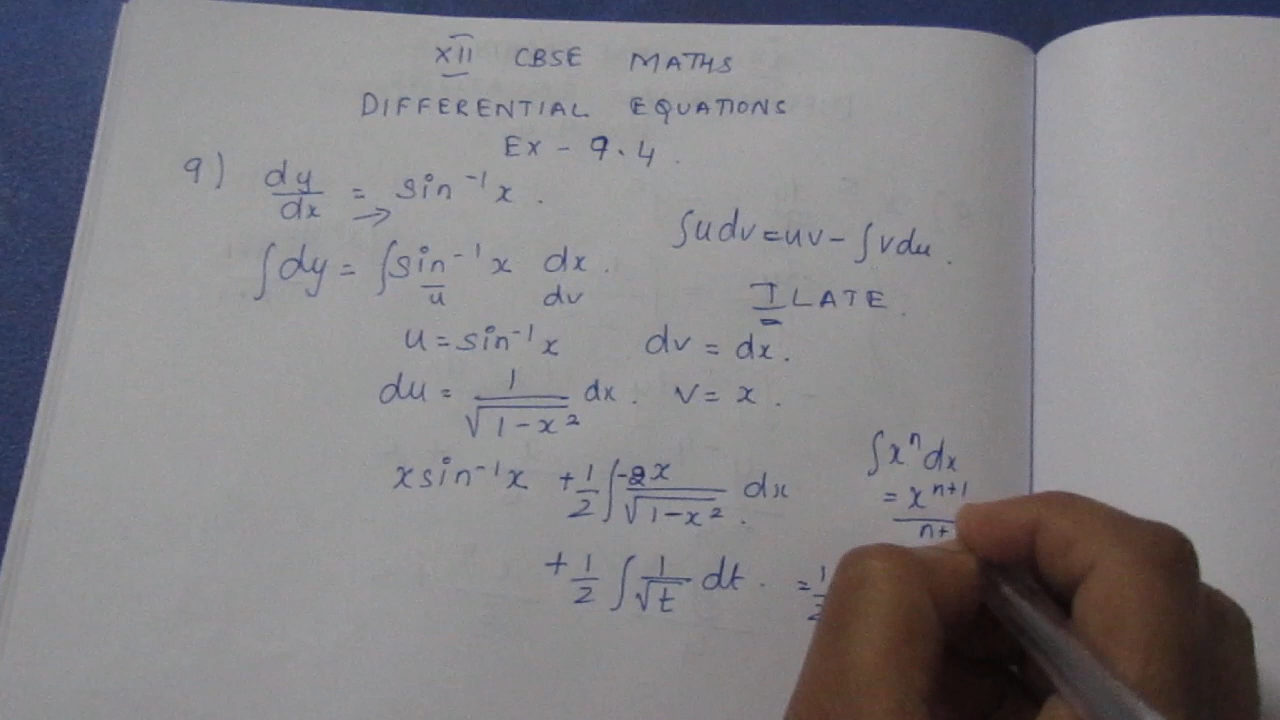 XII CBSE MATHS
DIFFERENTIAL EQUATIONS
Ex - 9.4.
9) dy/dx = sin⁻¹x.
∫dy = ∫sin⁻¹x dx.
u dv
∫udv = uv - ∫vdu.
ILATE.
u = sin⁻¹x dv = dx.
du = 1/√(1-x²) dx. v = x.
x sin⁻¹x + 1/2 ∫ -2x/√(1-x²) dx
∫xⁿdx
= xⁿ⁺¹
n+
+ 1/2 ∫ 1/√t dt. = 1/2